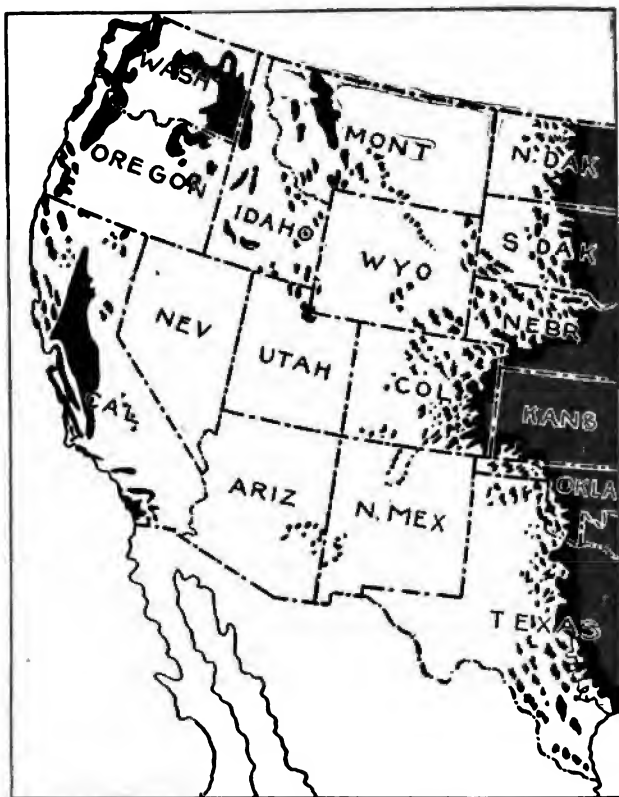 WASH
MONT
N. DAK
OREGON
IDAHO
S. DAK
WYO
NEBR
NEV
UTAH
COL
CAL
KANS
ARIZ
N. MEX
OKLA
TEXAS